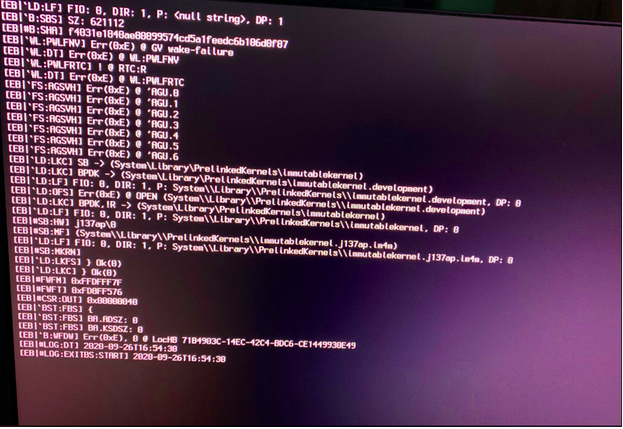 [EB|`LD:LF] FIO: 0, DIR: 1, P: <null string>, DP: 1
[EB|`B:SBS] SZ: 621112
[EB|#B:SHA] f4031e1040ae00899574cd5a1feedc6b106d0f87
[EB|`WL:PWLFNV] Err(0xE) @ GV wake-failure
[EB|`WL:DT] Err(0xE) @ WL:PWLFNV
[EB|`WL:PWLFRTC] ! @ RTC:R
[EB|`WL:DT] Err(0xE) @ WL:PWLFRTC
[EB|`FS:AGSVH] Err(0xE) @ ‘AGU.0
[EB|`FS:AGSVH] Err(0xE) @ ‘AGU.1
[EB|`FS:AGSVH] Err(0xE) @ ‘AGU.2
[EB|`FS:AGSVH] Err(0xE) @ ‘AGU.3
[EB|`FS:AGSVH] Err(0xE) @ ‘AGU.4
[EB|`FS:AGSVH] Err(0xE) @ ‘AGU.5
[EB|`FS:AGSVH] Err(0xE) @ ‘AGU.6
[EB|`LD:LKC] SB -> (System\Library\PrelinkedKernels\immutablekernel)
[EB|`LD:LKC] BPDK -> (System\Library\PrelinkedKernels\immutablekernel.development)
[EB|`LD:LF] FIO: 0, DIR: 1, P: System\\Library\\PrelinkedKernels\\immutablekernel.development, DP: 0
[EB|`LD:OFS] Err(0xE) @ OPEN (System\\Library\\PrelinkedKernels\\immutablekernel.development)
[EB|`LD:LKC] BPDK,!R -> (System\Library\PrelinkedKernels\immutablekernel)
[EB|`LD:LF] FIO: 0, DIR: 1, P: System\\Library\\PrelinkedKernels\\immutablekernel, DP: 0
[EB|#SB:HW] j137ap\0
[EB|#SB:MF] (System\\Library\\PrelinkedKernels\\immutablekernel.j137ap.im4m)
[EB|`LD:LF] FIO: 0, DIR: 1, P: System\\Library\\PrelinkedKernels\\immutablekernel.j137ap.im4m, DP: 0
[EB|#SB:MKRN]
[EB|`LD:LKFS] } Ok(0)
[EB|`LD:LKC] } Ok(0)
[EB|#FWFM] 0xFFDFFF7F
[EB|#FWFT] 0xFD8FF576
[EB|#CSR:OUT] 0x00000040
[EB|`BST:FBS] {
[EB|`BST:FBS] BA.ADSZ: 0
[EB|`BST:FBS] BA.KSDSZ: 0
[EB|`B:WFDW] Err(0xE), 0 @ LocHB 71B4983C-14EC-42C4-BDC6-CE1449930E49
[EB|#LOG:DT] 2020-09-26T16:54:30
[EB|#LOG:EXITBS:START] 2020-09-26T16:54:30